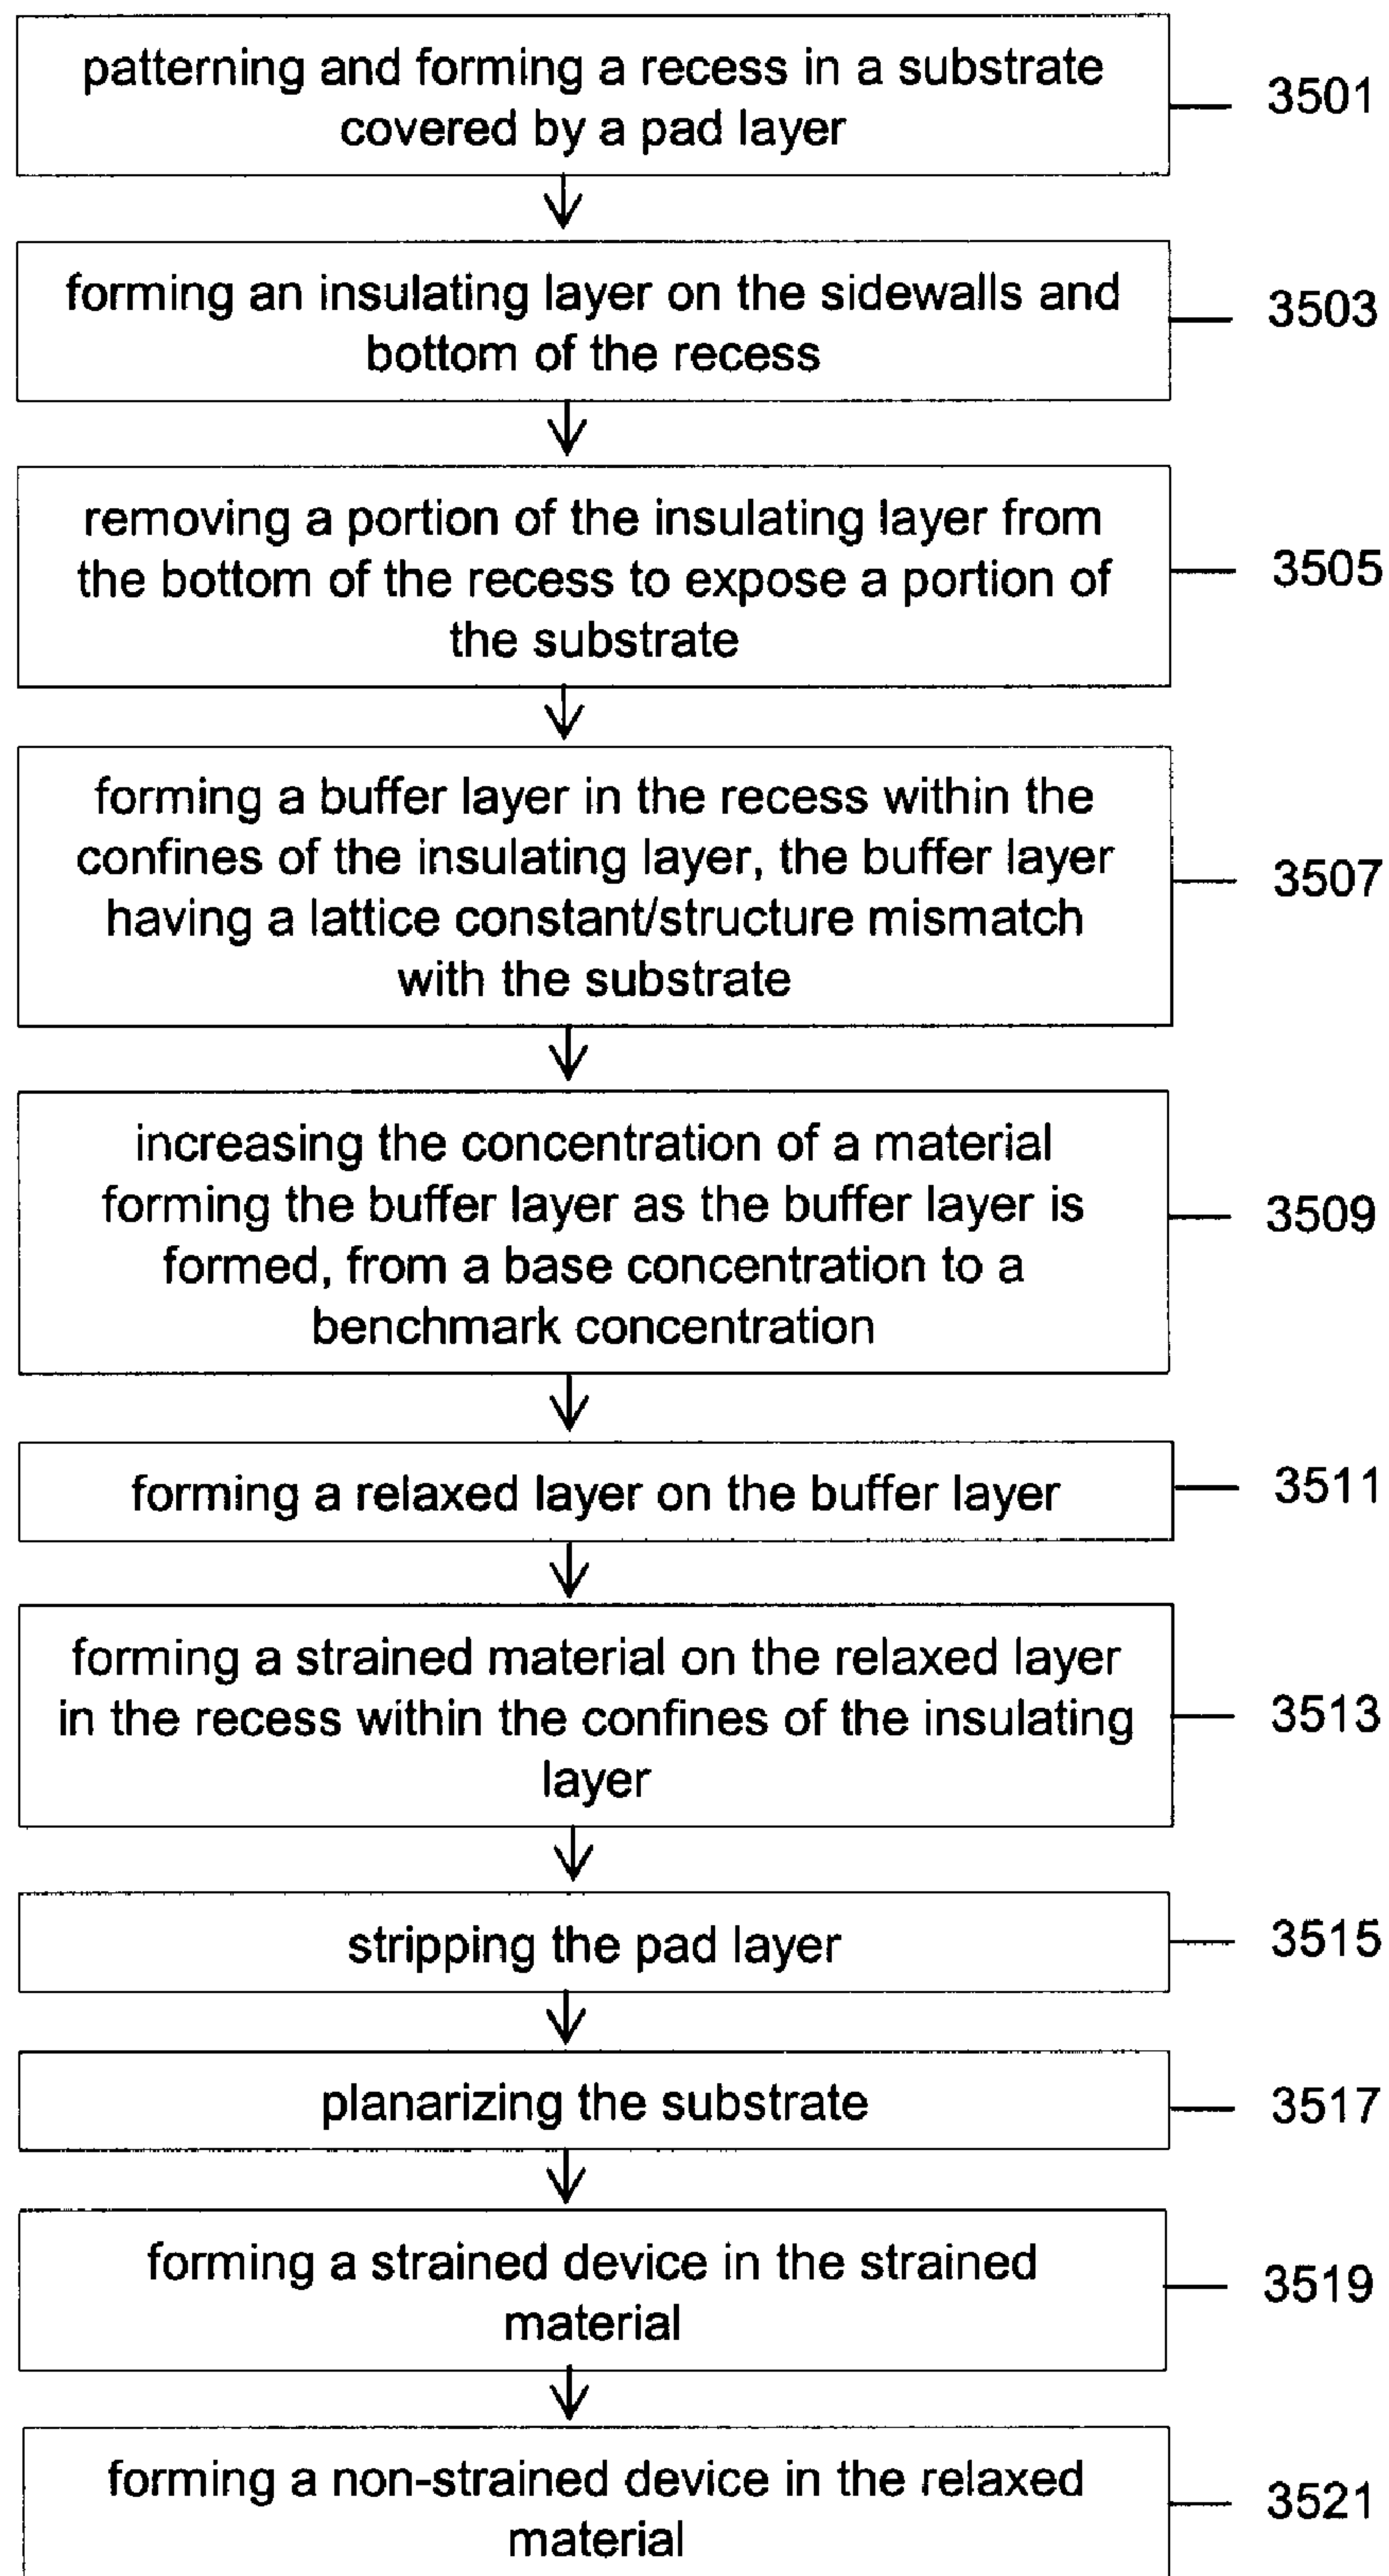 patterning and forming a recess in a substrate
covered by a pad layer
3501
forming an insulating layer on the sidewalls and
bottom of the recess
3503
removing a portion of the insulating layer from
the bottom of the recess to expose a portion of
the substrate
3505
forming a buffer layer in the recess within the
confines of the insulating layer, the buffer layer
having a lattice constant/structure mismatch
with the substrate
3507
increasing the concentration of a material
forming the buffer layer as the buffer layer is
formed, from a base concentration to a
benchmark concentration
3509
forming a relaxed layer on the buffer layer
3511
forming a strained material on the relaxed layer
in the recess within the confines of the insulating
layer
3513
stripping the pad layer
3515
planarizing the substrate
3517
forming a strained device in the strained
material
3519
forming a non-strained device in the relaxed
material
3521